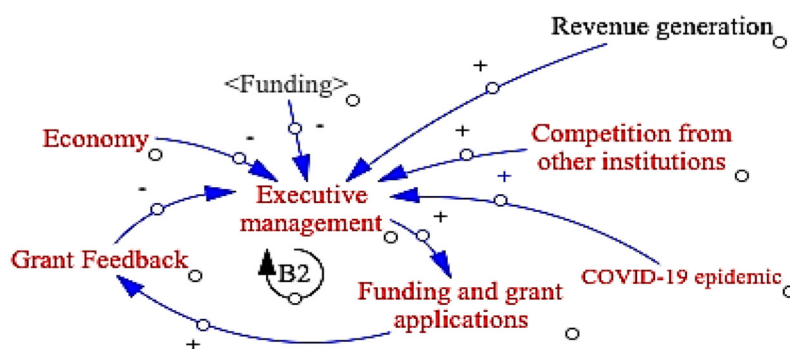 Revenue generation
+
<Funding>
-
Economy
-
+
Competition from
other institutions
+
-
Executive
management
+
Grant Feedback
B2
COVID-19 epidemic
Funding and grant
applications
+